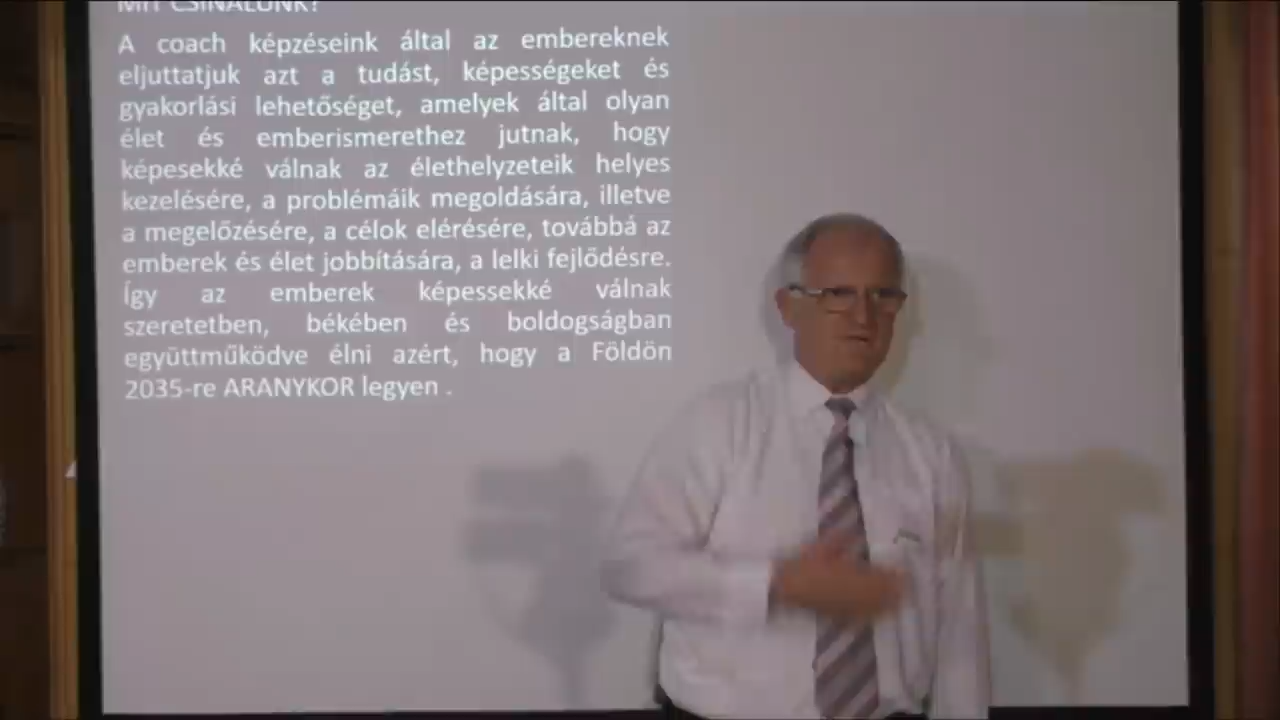 MIT CSINÁLUNK?
A coach képzéseink által az embereknek
eljuttatjuk azt a tudást, képességeket és
gyakorlási lehetőséget, amelyek által olyan
élet és emberismerethez jutnak, hogy
képesekké válnak az élethelyzeteik helyes
kezelésére, a problémáik megoldására, illetve
a megelőzésére, a célok elérésére, továbbá az
emberek és élet jobbítására, a lelki fejlődésre.
Így az emberek képessekké válnak
szeretetben, békében és boldogságban
együttműködve élni azért, hogy a Földön
2035-re ARANYKOR legyen .